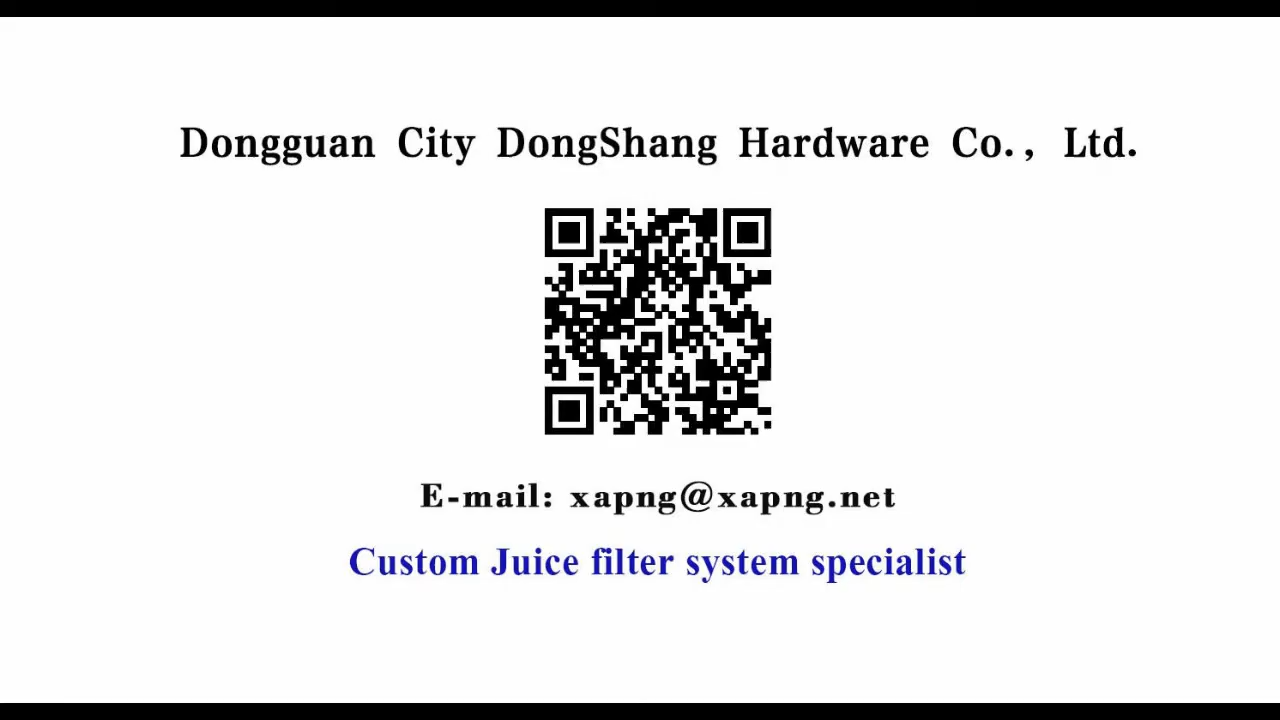 Dongguan City DongShang Hardware Co., Ltd.
E-mail: xapng@xapng.net
Custom Juice filter system specialist